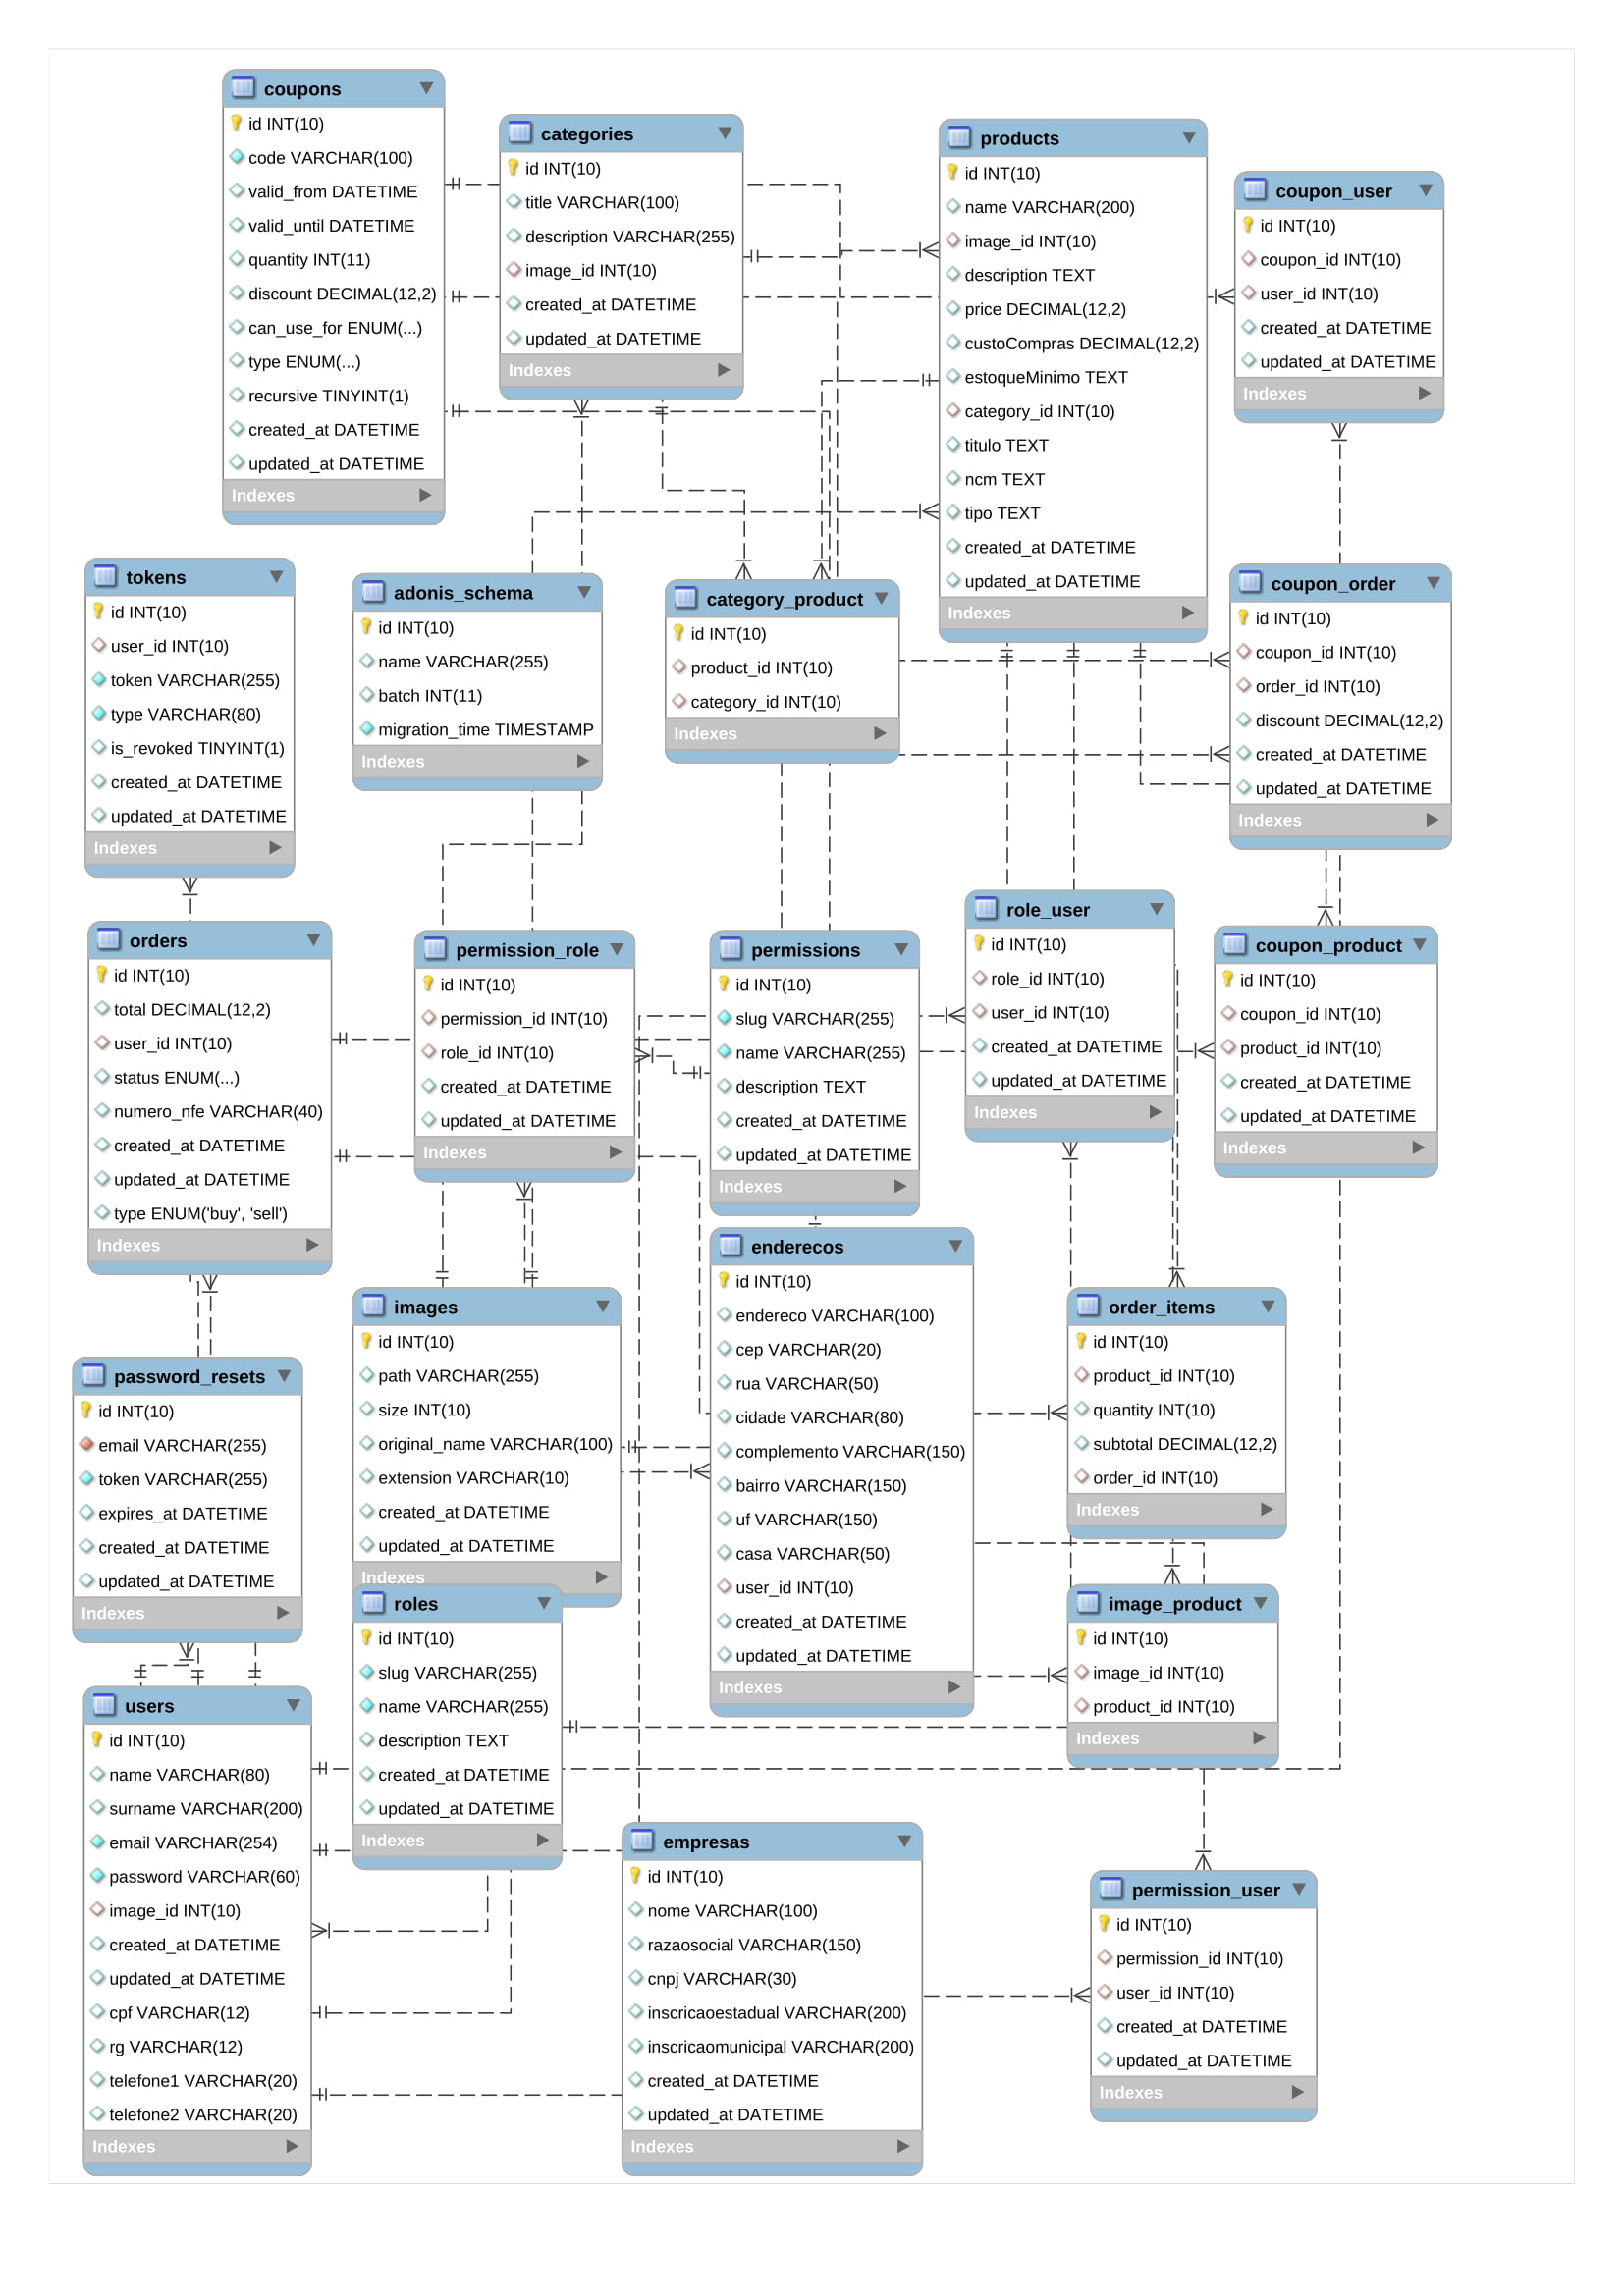 coupons
id INT(10)
code VARCHAR(100)
valid_from DATETIME
valid_until DATETIME
quantity INT(11)
discount DECIMAL(12,2)
can_use_for ENUM(...)
type ENUM(...)
recursive TINYINT(1)
created_at DATETIME
updated_at DATETIME
Indexes
categories
id INT(10)
title VARCHAR(100)
description VARCHAR(255)
image_id INT(10)
created_at DATETIME
updated_at DATETIME
Indexes
products
id INT(10)
name VARCHAR(200)
image_id INT(10)
description TEXT
price DECIMAL(12,2)
custoCompras DECIMAL(12,2)
estoqueMinimo TEXT
category_id INT(10)
titulo TEXT
ncm TEXT
tipo TEXT
created_at DATETIME
updated_at DATETIME
Indexes
coupon_user
id INT(10)
coupon_id INT(10)
user_id INT(10)
created_at DATETIME
updated_at DATETIME
Indexes
tokens
id INT(10)
user_id INT(10)
token VARCHAR(255)
type VARCHAR(80)
is_revoked TINYINT(1)
created_at DATETIME
updated_at DATETIME
Indexes
adonis_schema
id INT(10)
name VARCHAR(255)
batch INT(11)
migration_time TIMESTAMP
Indexes
category_product
id INT(10)
product_id INT(10)
category_id INT(10)
Indexes
coupon_order
id INT(10)
coupon_id INT(10)
order_id INT(10)
discount DECIMAL(12,2)
created_at DATETIME
updated_at DATETIME
Indexes
orders
id INT(10)
total DECIMAL(12,2)
user_id INT(10)
status ENUM(...)
numero_nfe VARCHAR(40)
created_at DATETIME
updated_at DATETIME
type ENUM('buy', 'sell')
Indexes
permission_role
id INT(10)
permission_id INT(10)
role_id INT(10)
created_at DATETIME
updated_at DATETIME
Indexes
permissions
id INT(10)
slug VARCHAR(255)
name VARCHAR(255)
description TEXT
created_at DATETIME
updated_at DATETIME
Indexes
role_user
id INT(10)
role_id INT(10)
user_id INT(10)
created_at DATETIME
updated_at DATETIME
Indexes
coupon_product
id INT(10)
coupon_id INT(10)
product_id INT(10)
created_at DATETIME
updated_at DATETIME
Indexes
password_resets
id INT(10)
email VARCHAR(255)
token VARCHAR(255)
expires_at DATETIME
created_at DATETIME
updated_at DATETIME
Indexes
images
id INT(10)
path VARCHAR(255)
size INT(10)
original_name VARCHAR(100)
extension VARCHAR(10)
created_at DATETIME
updated_at DATETIME
Indexes
enderecos
id INT(10)
endereco VARCHAR(100)
cep VARCHAR(20)
rua VARCHAR(50)
cidade VARCHAR(80)
complemento VARCHAR(150)
bairro VARCHAR(150)
uf VARCHAR(150)
casa VARCHAR(50)
user_id INT(10)
created_at DATETIME
updated_at DATETIME
Indexes
order_items
id INT(10)
product_id INT(10)
quantity INT(10)
subtotal DECIMAL(12,2)
order_id INT(10)
Indexes
roles
id INT(10)
slug VARCHAR(255)
name VARCHAR(255)
description TEXT
created_at DATETIME
updated_at DATETIME
Indexes
image_product
id INT(10)
image_id INT(10)
product_id INT(10)
Indexes
users
id INT(10)
name VARCHAR(80)
surname VARCHAR(200)
email VARCHAR(254)
password VARCHAR(60)
image_id INT(10)
created_at DATETIME
updated_at DATETIME
cpf VARCHAR(12)
rg VARCHAR(12)
telefone1 VARCHAR(20)
telefone2 VARCHAR(20)
Indexes
empresas
id INT(10)
nome VARCHAR(100)
razaosocial VARCHAR(150)
cnpj VARCHAR(30)
inscricaoestadual VARCHAR(200)
inscricaomunicipal VARCHAR(200)
created_at DATETIME
updated_at DATETIME
Indexes
permission_user
id INT(10)
permission_id INT(10)
user_id INT(10)
created_at DATETIME
updated_at DATETIME
Indexes